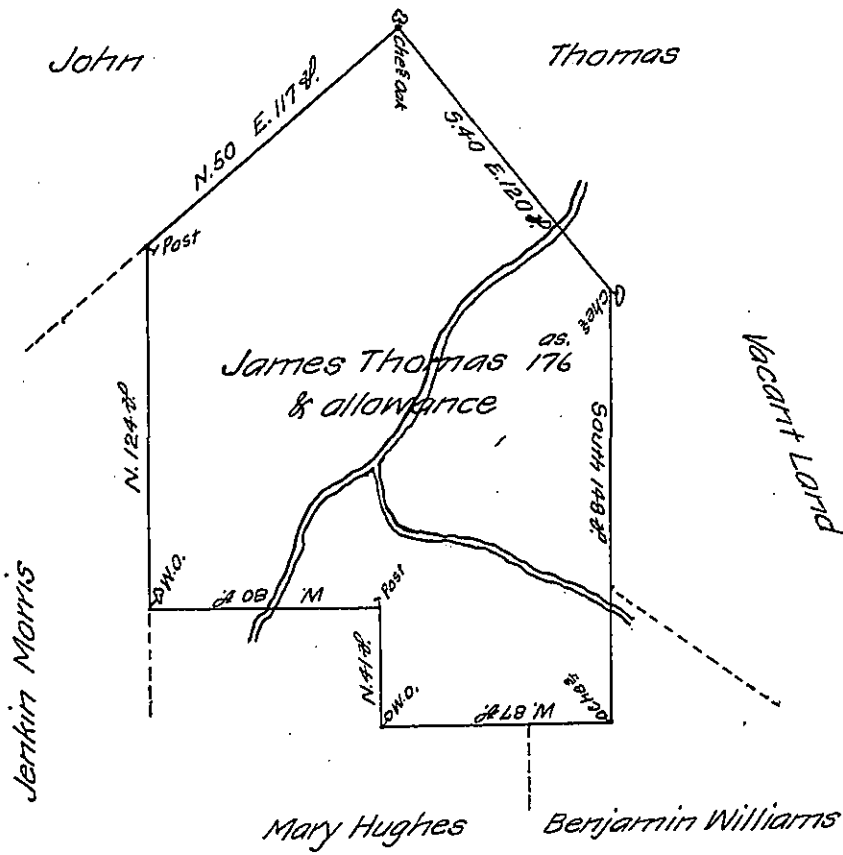 John
Thomas
N.50 E.117 P.
Ches Oak
S.40 E.120 P.
Post
Ches
James Thomas as. 176
& allowance
Vacant Land
N.124 P.
South 148 P.
W.O.
W. 80 P.
Post
Jenkin Morris
N.41 P.
W.O.
W. 87 P.
Ches
Mary Hughes
Benjamin Williams